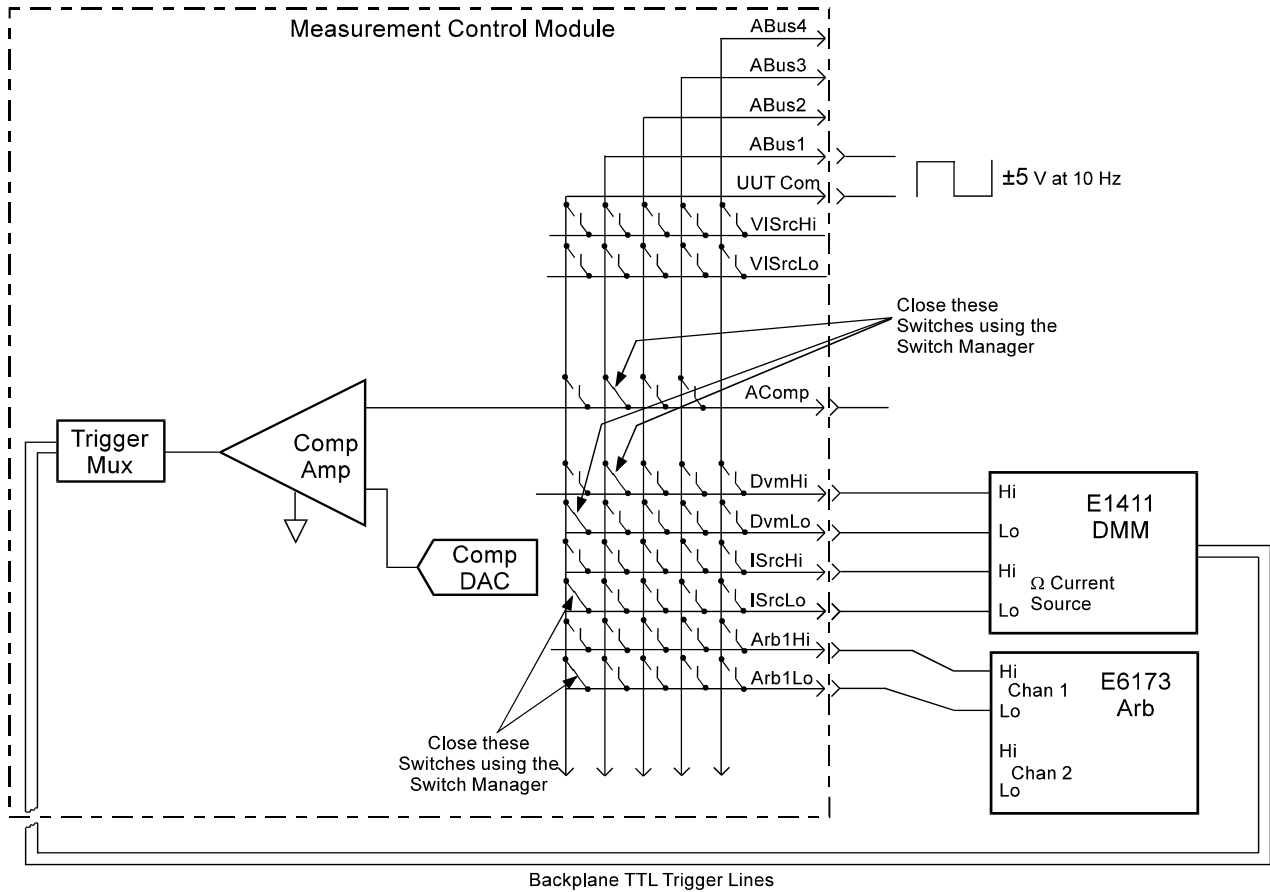 Measurement Control Module
ABus4
ABus3
ABus2
ABus1
UUT Com
±5 V at 10 Hz
VISrcHi
VISrcLo
Close these
Switches using the
Switch Manager
AComp
Trigger
Mux
Comp
Amp
Comp
DAC
DvmHi
DvmLo
ISrcHi
ISrcLo
Arb1Hi
Arb1Lo
Hi
Lo
E1411
DMM
Hi
Lo
Ω Current
Source
Hi
Chan 1
Lo
E6173
Arb
Hi
Chan 2
Lo
Close these
Switches using the
Switch Manager
Backplane TTL Trigger Lines